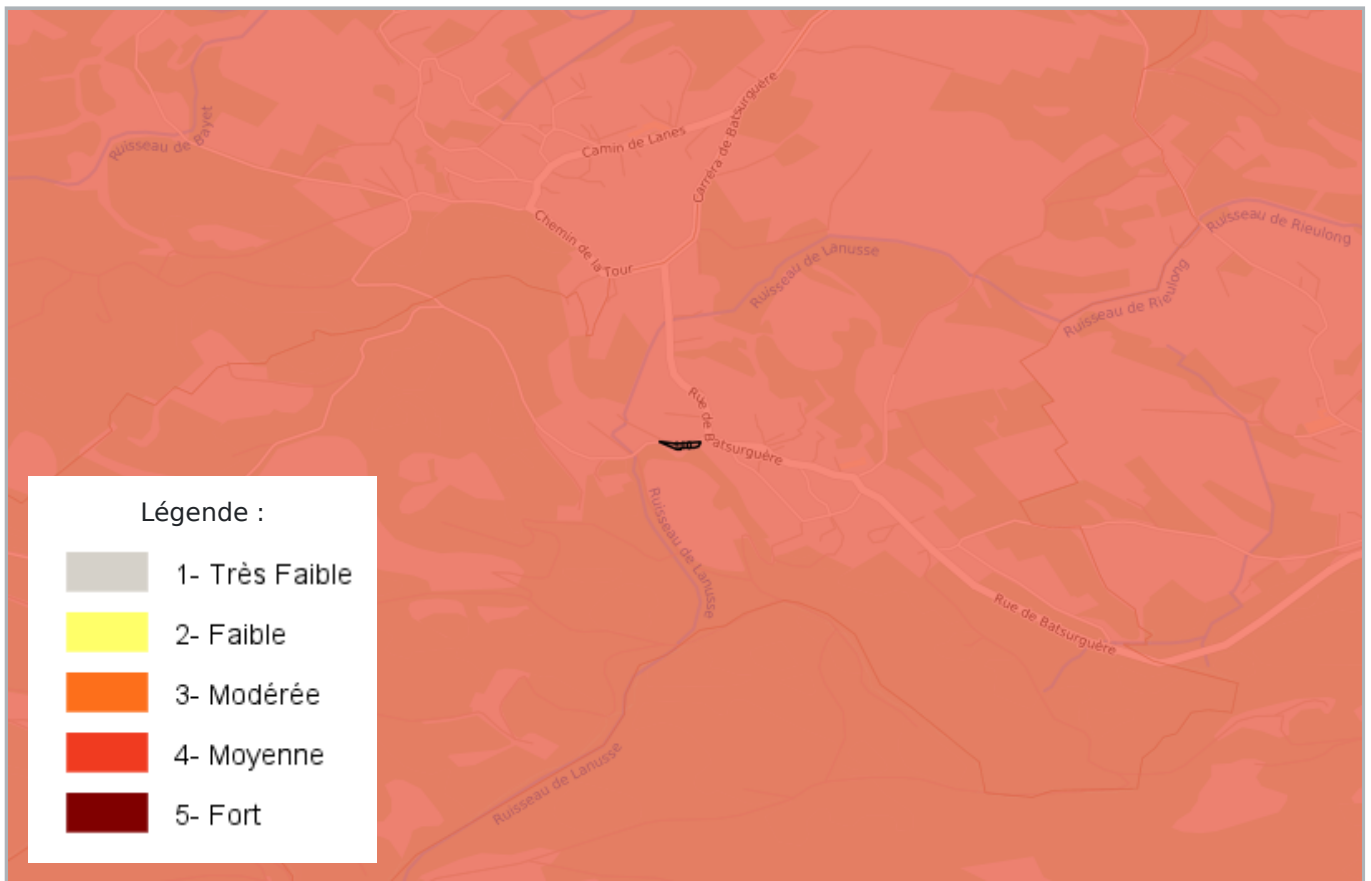 Ruisseau de Bayet
Camin de Lanes
Carrèra de Batsurguère
Chemin de la Tour
Ruisseau de Lanusse
Ruisseau de Rieulong
Ruisseau de Rieulong
Rue de Batsurguère
Ruisseau de Lanusse
Rue de Batsurguère
Ruisseau de Lanusse
Légende :
1- Très Faible
2- Faible
3- Modérée
4- Moyenne
5- Fort